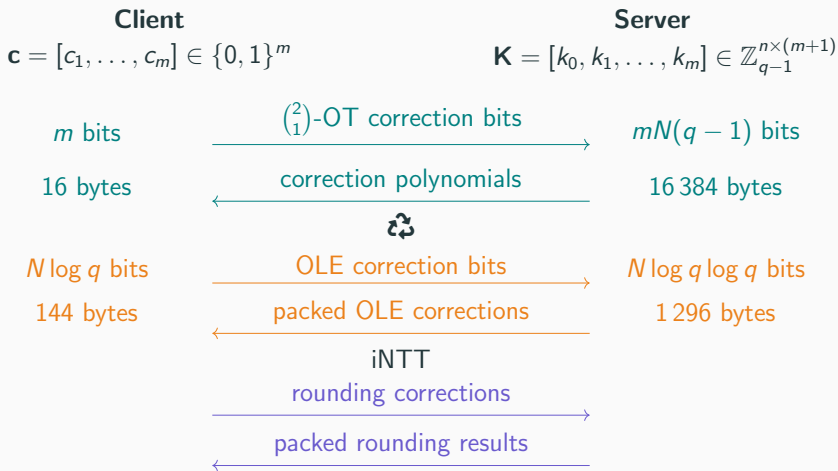 Client Server
𝐜 = [c₁, . . . , cₘ] ∈ {0, 1}ᵐ 𝐊 = [k₀, k₁, . . . , kₘ] ∈ ℤ_{q−1}^{n×(m+1)}
m bits (2 1)-OT correction bits mN(q − 1) bits
16 bytes correction polynomials 16 384 bytes
N log q bits OLE correction bits N log q log q bits
144 bytes packed OLE corrections 1 296 bytes
iNTT
rounding corrections
packed rounding results